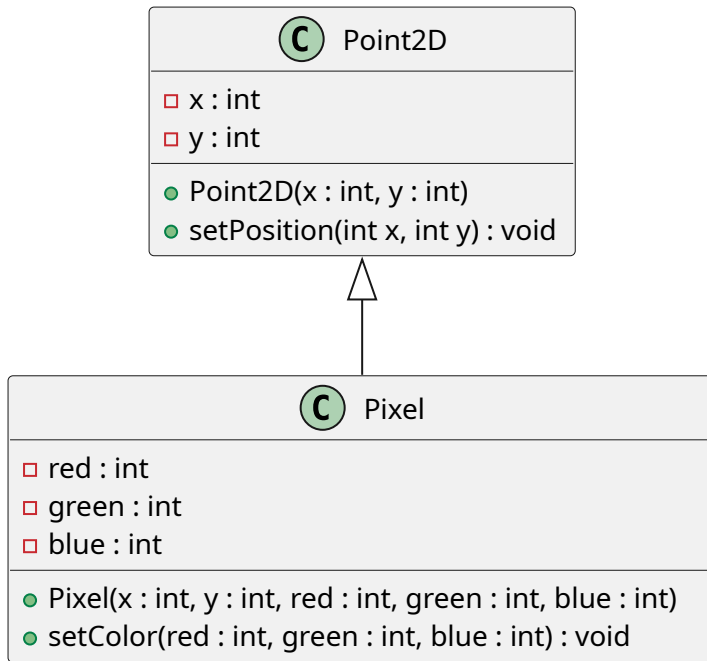 C Point2D
x : int
y : int
Point2D(x : int, y : int)
setPosition(int x, int y) : void
C Pixel
red : int
green : int
blue : int
Pixel(x : int, y : int, red : int, green : int, blue : int)
setColor(red : int, green : int, blue : int) : void